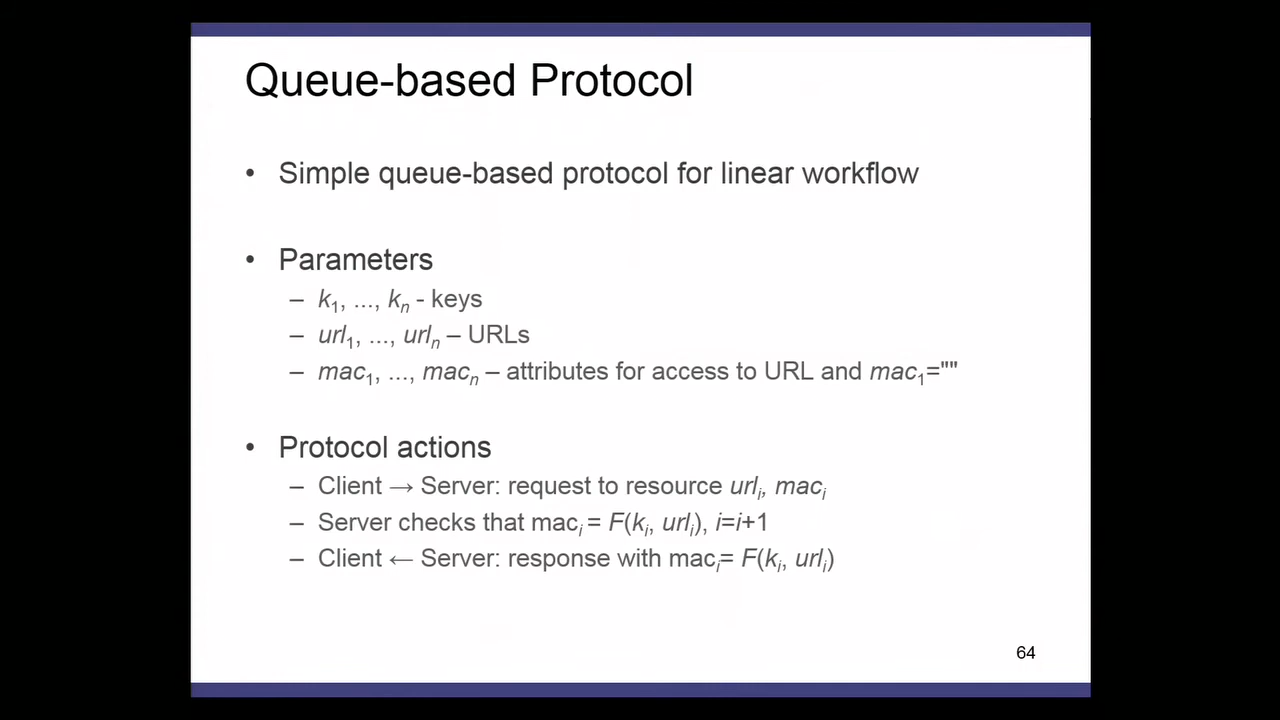 Queue-based Protocol
• Simple queue-based protocol for linear workflow
• Parameters
– k1, ..., kn - keys
– url1, ..., urln – URLs
– mac1, ..., macn – attributes for access to URL and mac1=""
• Protocol actions
– Client → Server: request to resource urli, maci
– Server checks that maci = F(ki, urli), i=i+1
– Client ← Server: response with maci= F(ki, urli)
64